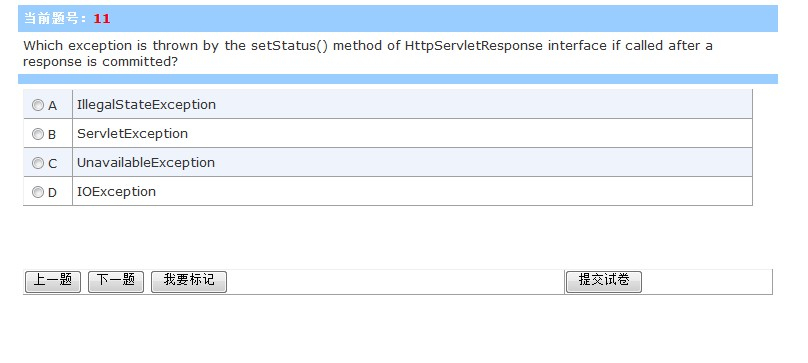 当前题号：11
Which exception is thrown by the setStatus() method of HttpServletResponse interface if called after a
response is committed?
A IllegalStateException
B ServletException
C UnavailableException
D IOException
上一题 下一题 我要标记 提交试卷